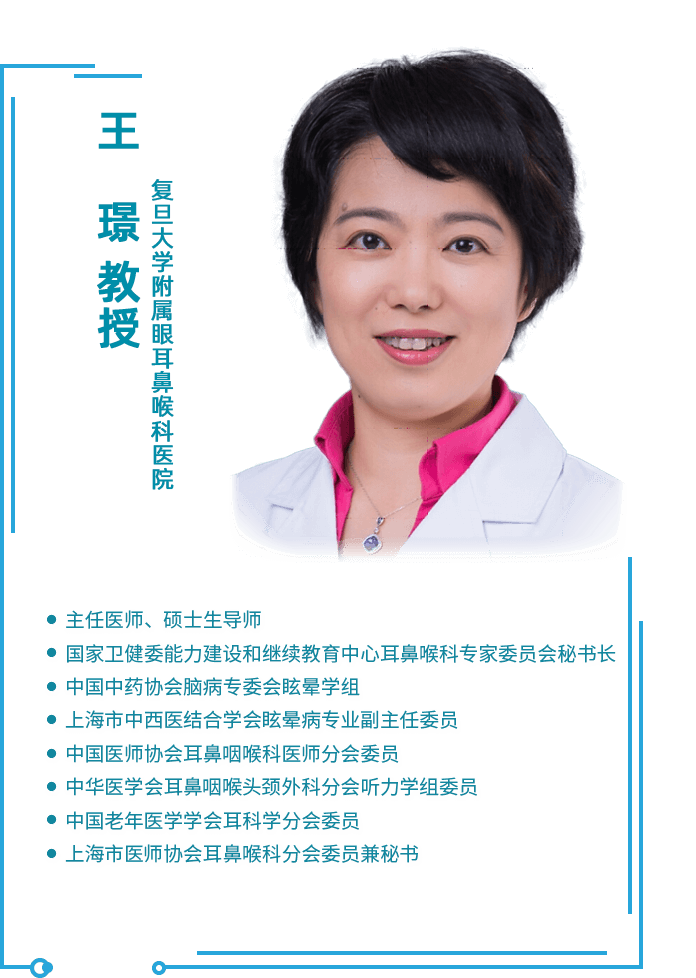 王 璟 教授
复旦大学附属眼耳鼻喉科医院
主任医师、硕士生导师
国家卫健委能力建设和继续教育中心耳鼻喉科专家委员会秘书长
中国中药协会脑病专委会眩晕学组
上海市中西医结合学会眩晕病专业副主任委员
中国医师协会耳鼻咽喉科医师分会委员
中华医学会耳鼻咽喉头颈外科分会听力学组委员
中国老年医学学会耳科学分会委员
上海市医师协会耳鼻喉科分会委员兼秘书